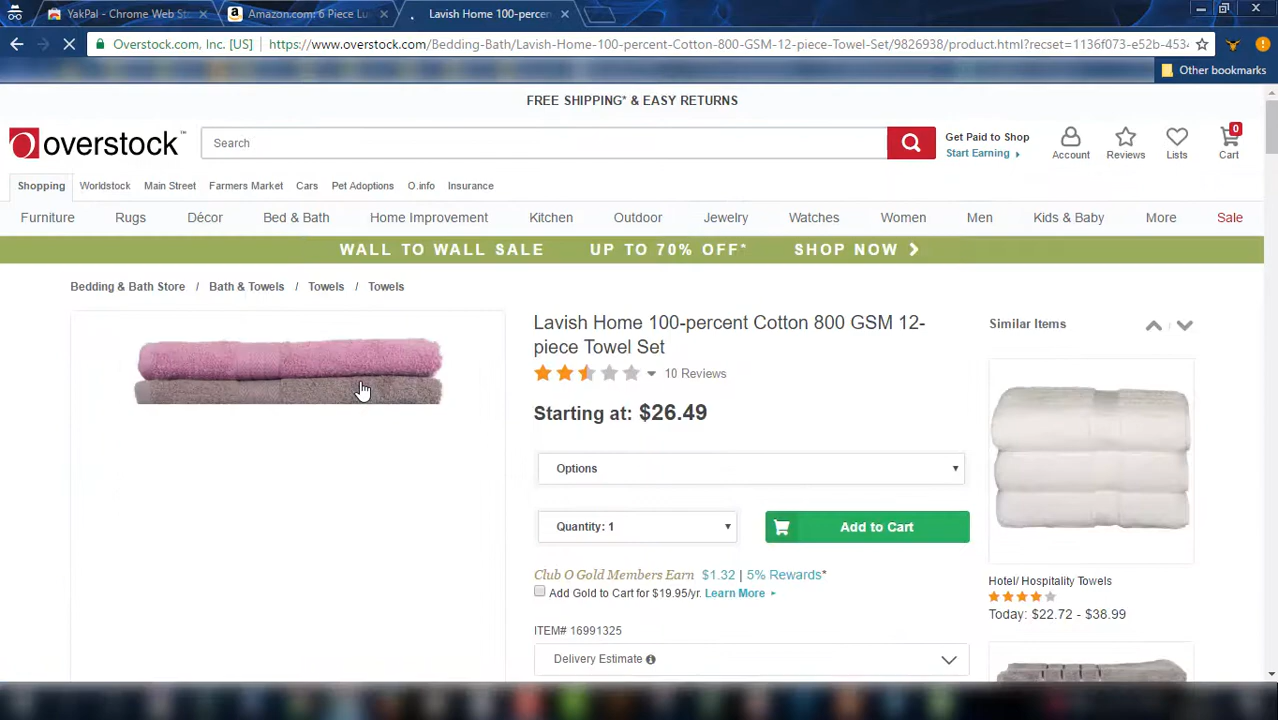 YakPal - Chrome Web St
Amazon.com: 6 Piece Lu
Lavish Home 100-percen
Overstock.com, Inc. [US]
https://www.overstock.com/Bedding-Bath/Lavish-Home-100-percent-Cotton-800-GSM-12-piece-Towel-Set/9826938/product.html?recset=1136f073-e52b-4534-
Other bookmarks
FREE SHIPPING* & EASY RETURNS
overstock™
Search
Get Paid to Shop
Start Earning
Account
Reviews
Lists
0
Cart
Shopping
Worldstock
Main Street
Farmers Market
Cars
Pet Adoptions
O.info
Insurance
Furniture
Rugs
Décor
Bed & Bath
Home Improvement
Kitchen
Outdoor
Jewelry
Watches
Women
Men
Kids & Baby
More
Sale
WALL TO WALL SALE UP TO 70% OFF* SHOP NOW
Bedding & Bath Store / Bath & Towels / Towels / Towels
Lavish Home 100-percent Cotton 800 GSM 12-
piece Towel Set
10 Reviews
Starting at: $26.49
Options
Quantity: 1
Add to Cart
Club O Gold Members Earn $1.32 | 5% Rewards*
Add Gold to Cart for $19.95/yr. Learn More
ITEM# 16991325
Delivery Estimate
Similar Items
Hotel/ Hospitality Towels
Today: $22.72 - $38.99